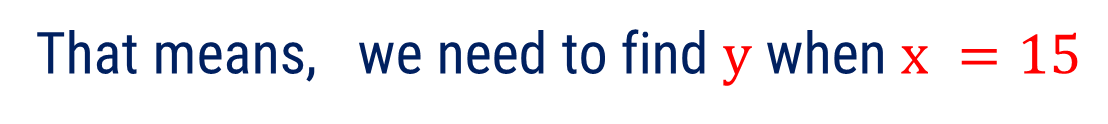 That means, we need to find y when x = 15